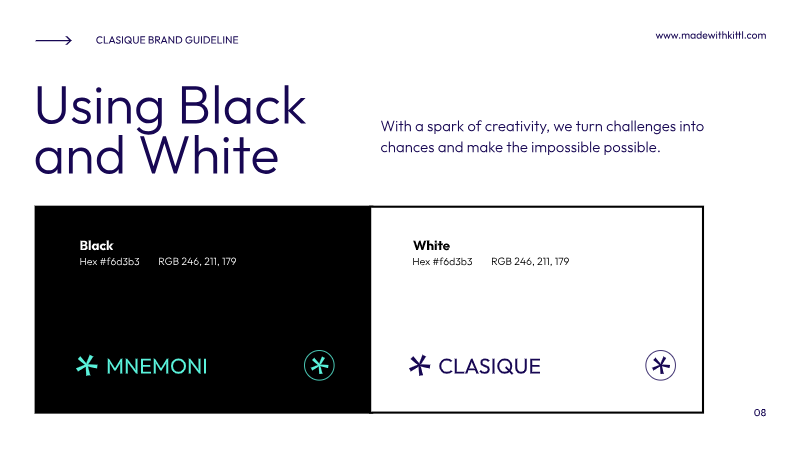 CLASIQUE BRAND GUIDELINE
www.madewithkittl.com
Using Black
and White
With a spark of creativity, we turn challenges into
chances and make the impossible possible.
Black
Hex #f6d3b3 RGB 246, 211, 179
White
Hex #f6d3b3 RGB 246, 211, 179
MNEMONI
CLASIQUE
08